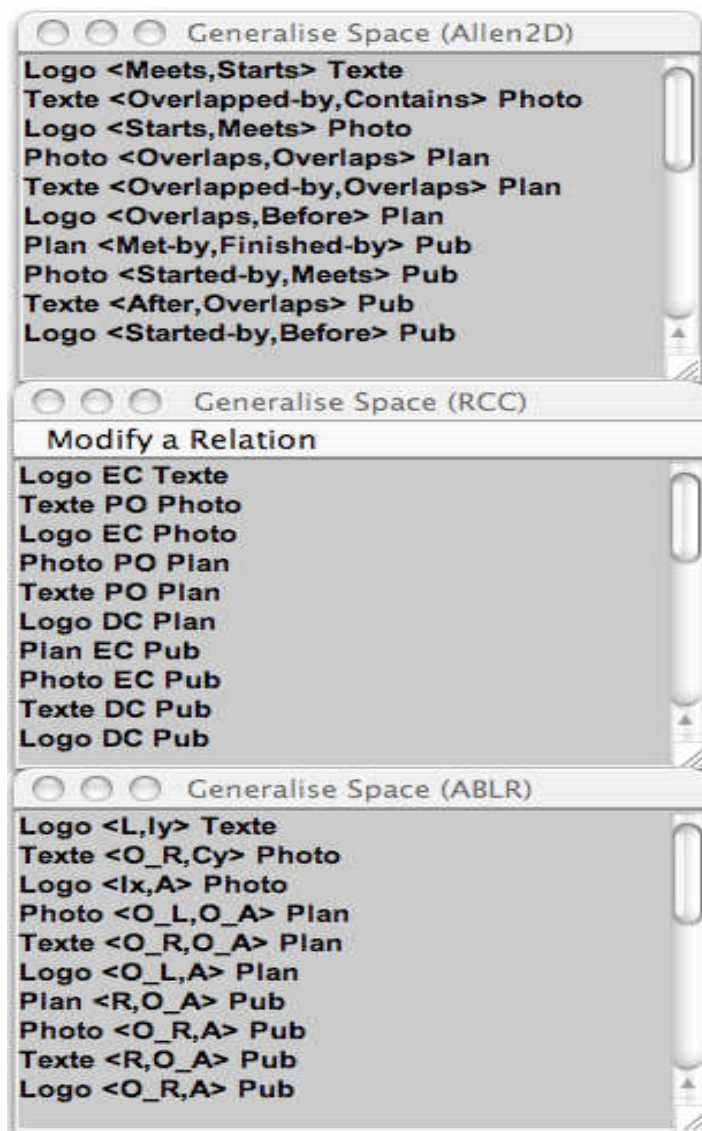 Generalise Space (Allen2D)
Logo <Meets,Starts> Texte
Texte <Overlapped-by,Contains> Photo
Logo <Starts,Meets> Photo
Photo <Overlaps,Overlaps> Plan
Texte <Overlapped-by,Overlaps> Plan
Logo <Overlaps,Before> Plan
Plan <Met-by,Finished-by> Pub
Photo <Started-by,Meets> Pub
Texte <After,Overlaps> Pub
Logo <Started-by,Before> Pub
Generalise Space (RCC)
Modify a Relation
Logo EC Texte
Texte PO Photo
Logo EC Photo
Photo PO Plan
Texte PO Plan
Logo DC Plan
Plan EC Pub
Photo EC Pub
Texte DC Pub
Logo DC Pub
Generalise Space (ABLR)
Logo <L,Iy> Texte
Texte <O_R,Cy> Photo
Logo <Ix,A> Photo
Photo <O_L,O_A> Plan
Texte <O_R,O_A> Plan
Logo <O_L,A> Plan
Plan <R,O_A> Pub
Photo <O_R,A> Pub
Texte <R,O_A> Pub
Logo <O_R,A> Pub